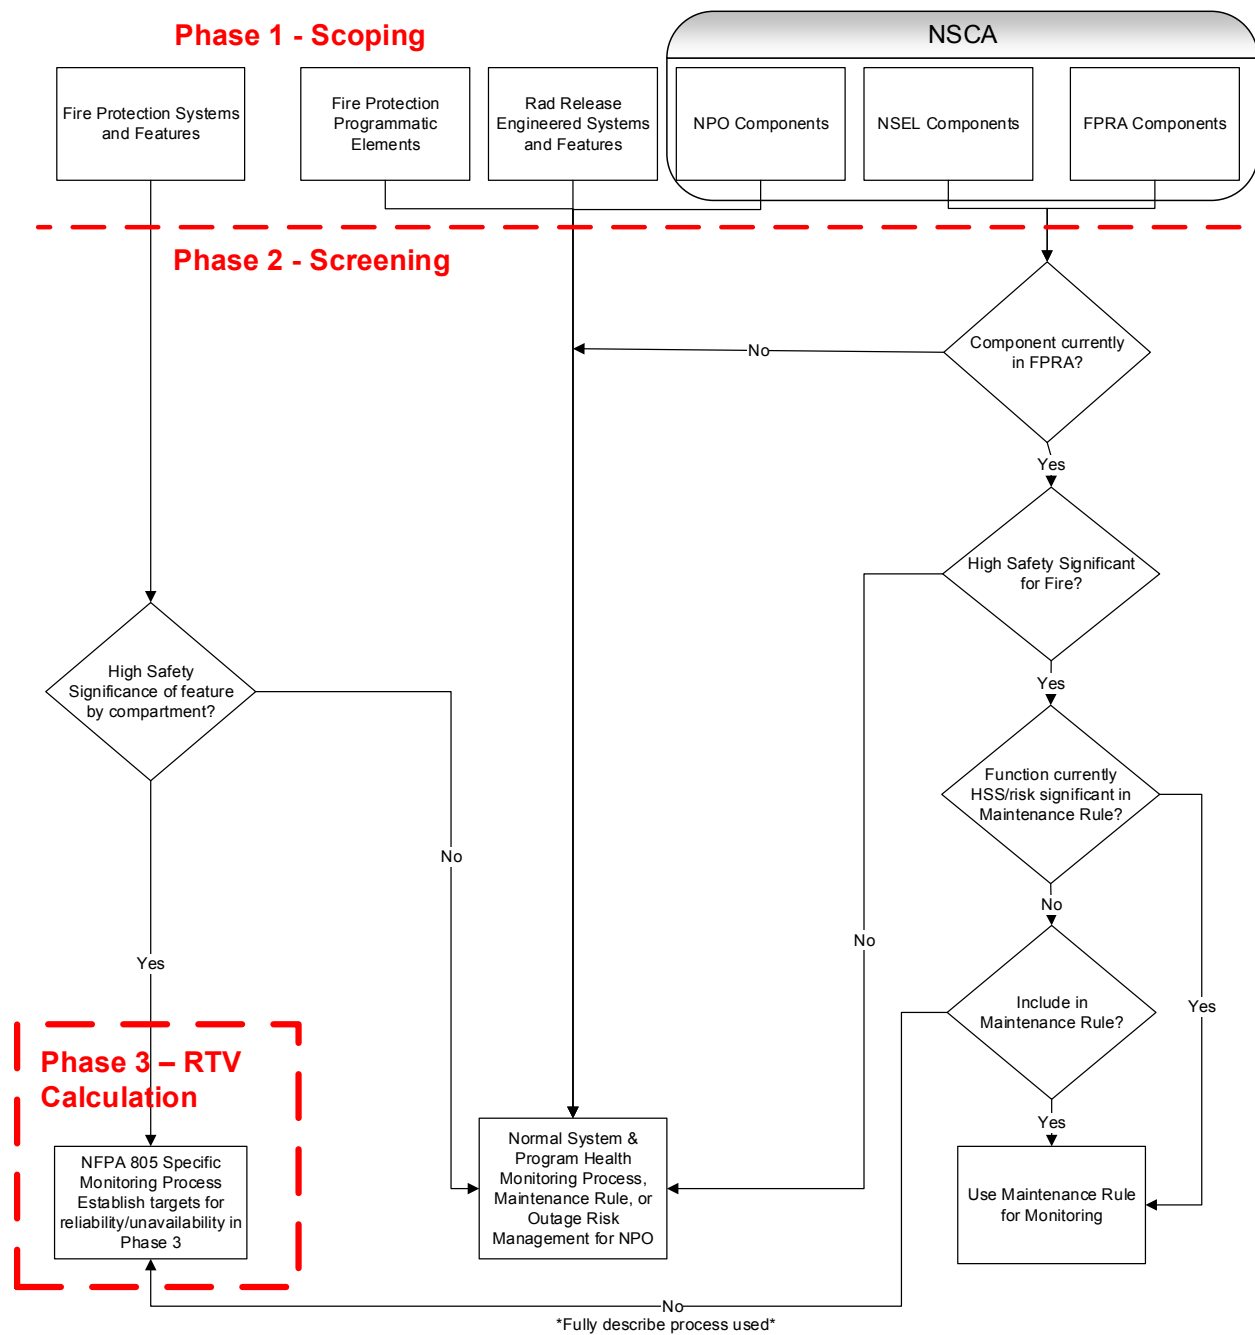 Phase 1 - Scoping
NSCA
Fire Protection Systems
and Features
Fire Protection
Programmatic
Elements
Rad Release
Engineered Systems
and Features
NPO Components
NSEL Components
FPRA Components
Phase 2 - Screening
Component currently
in FPRA?
No
Yes
High Safety Significant
for Fire?
Yes
No
High Safety
Significance of feature
by compartment?
No
Yes
Function currently
HSS/risk significant in
Maintenance Rule?
Yes
No
Include in
Maintenance Rule?
Yes
No
Phase 3 – RTV
Calculation
NFPA 805 Specific
Monitoring Process
Establish targets for
reliability/unavailability in
Phase 3
Normal System &
Program Health
Monitoring Process,
Maintenance Rule, or
Outage Risk
Management for NPO
Use Maintenance Rule
for Monitoring
*Fully describe process used*